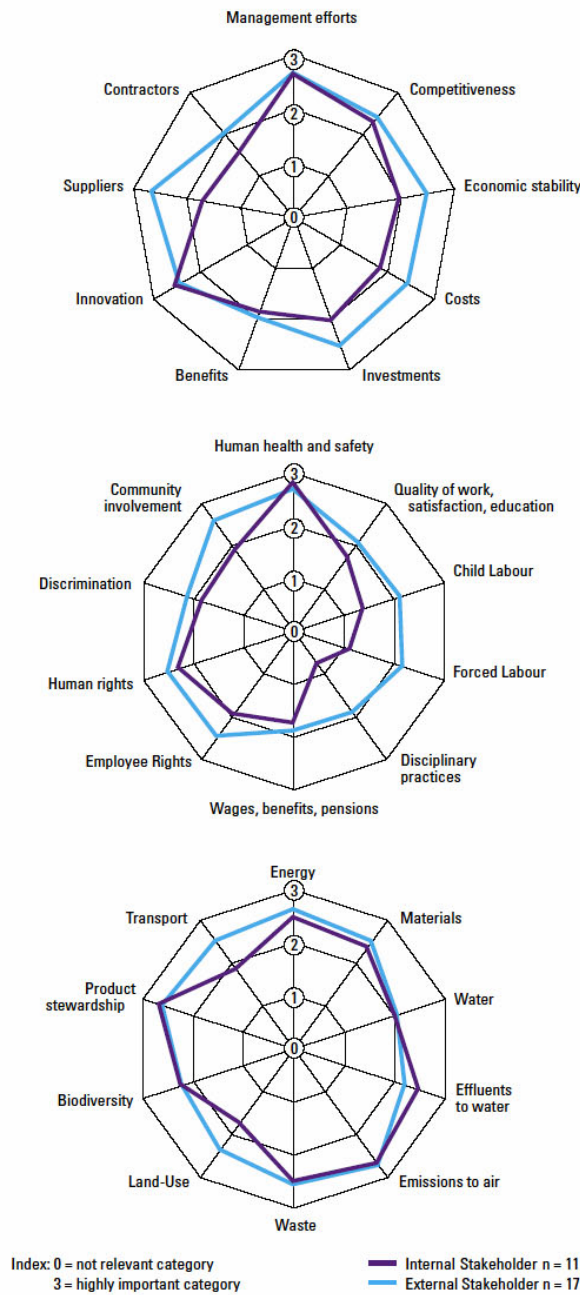 Management efforts
3
Contractors
Competitiveness
2
1
Suppliers
Economic stability
0
Innovation
Costs
Benefits
Investments
Human health and safety
3
Community
involvement
Quality of work,
satisfaction, education
2
Discrimination
Child Labour
1
0
Human rights
Forced Labour
Employee Rights
Disciplinary
practices
Wages, benefits, pensions
Energy
3
Transport
Materials
2
Product
stewardship
Water
1
0
Biodiversity
Effluents
to water
Land-Use
Emissions to air
Waste
Index: 0 = not relevant category
3 = highly important category
Internal Stakeholder n = 11
External Stakeholder n = 17